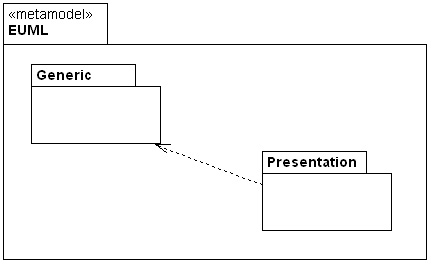 «metamodel»
EUML
Generic
Presentation